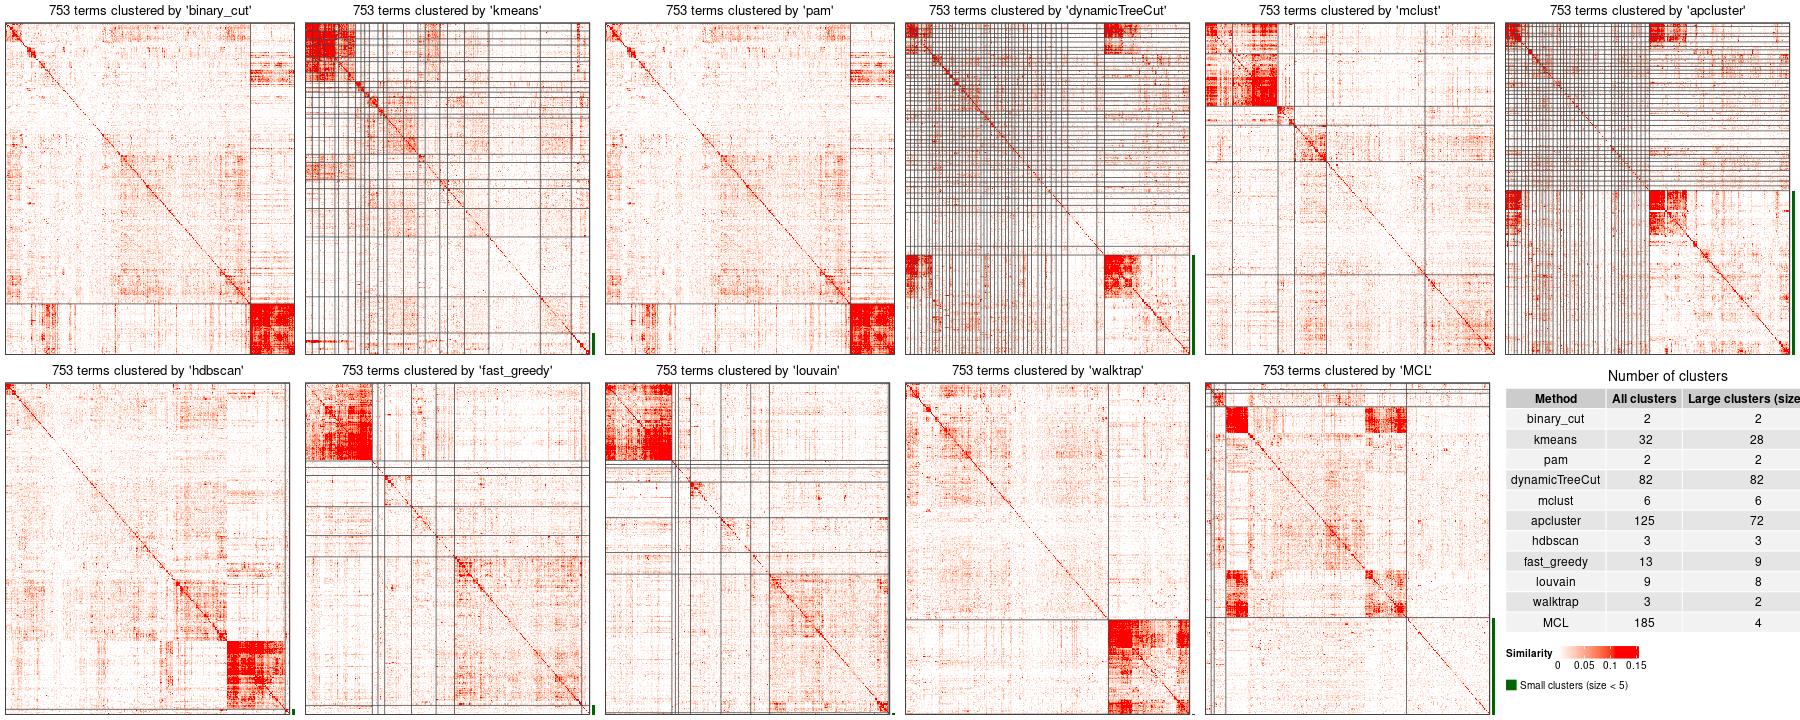 753 terms clustered by 'binary_cut'
753 terms clustered by 'kmeans'
753 terms clustered by 'pam'
753 terms clustered by 'dynamicTreeCut'
753 terms clustered by 'mclust'
753 terms clustered by 'apcluster'
753 terms clustered by 'hdbscan'
753 terms clustered by 'fast_greedy'
753 terms clustered by 'louvain'
753 terms clustered by 'walktrap'
753 terms clustered by 'MCL'
Number of clusters
Method All clusters Large clusters (size
binary_cut 2 2
kmeans 32 28
pam 2 2
dynamicTreeCut 82 82
mclust 6 6
apcluster 125 72
hdbscan 3 3
fast_greedy 13 9
louvain 9 8
walktrap 3 2
MCL 185 4
Similarity
0 0.05 0.1 0.15
Small clusters (size < 5)